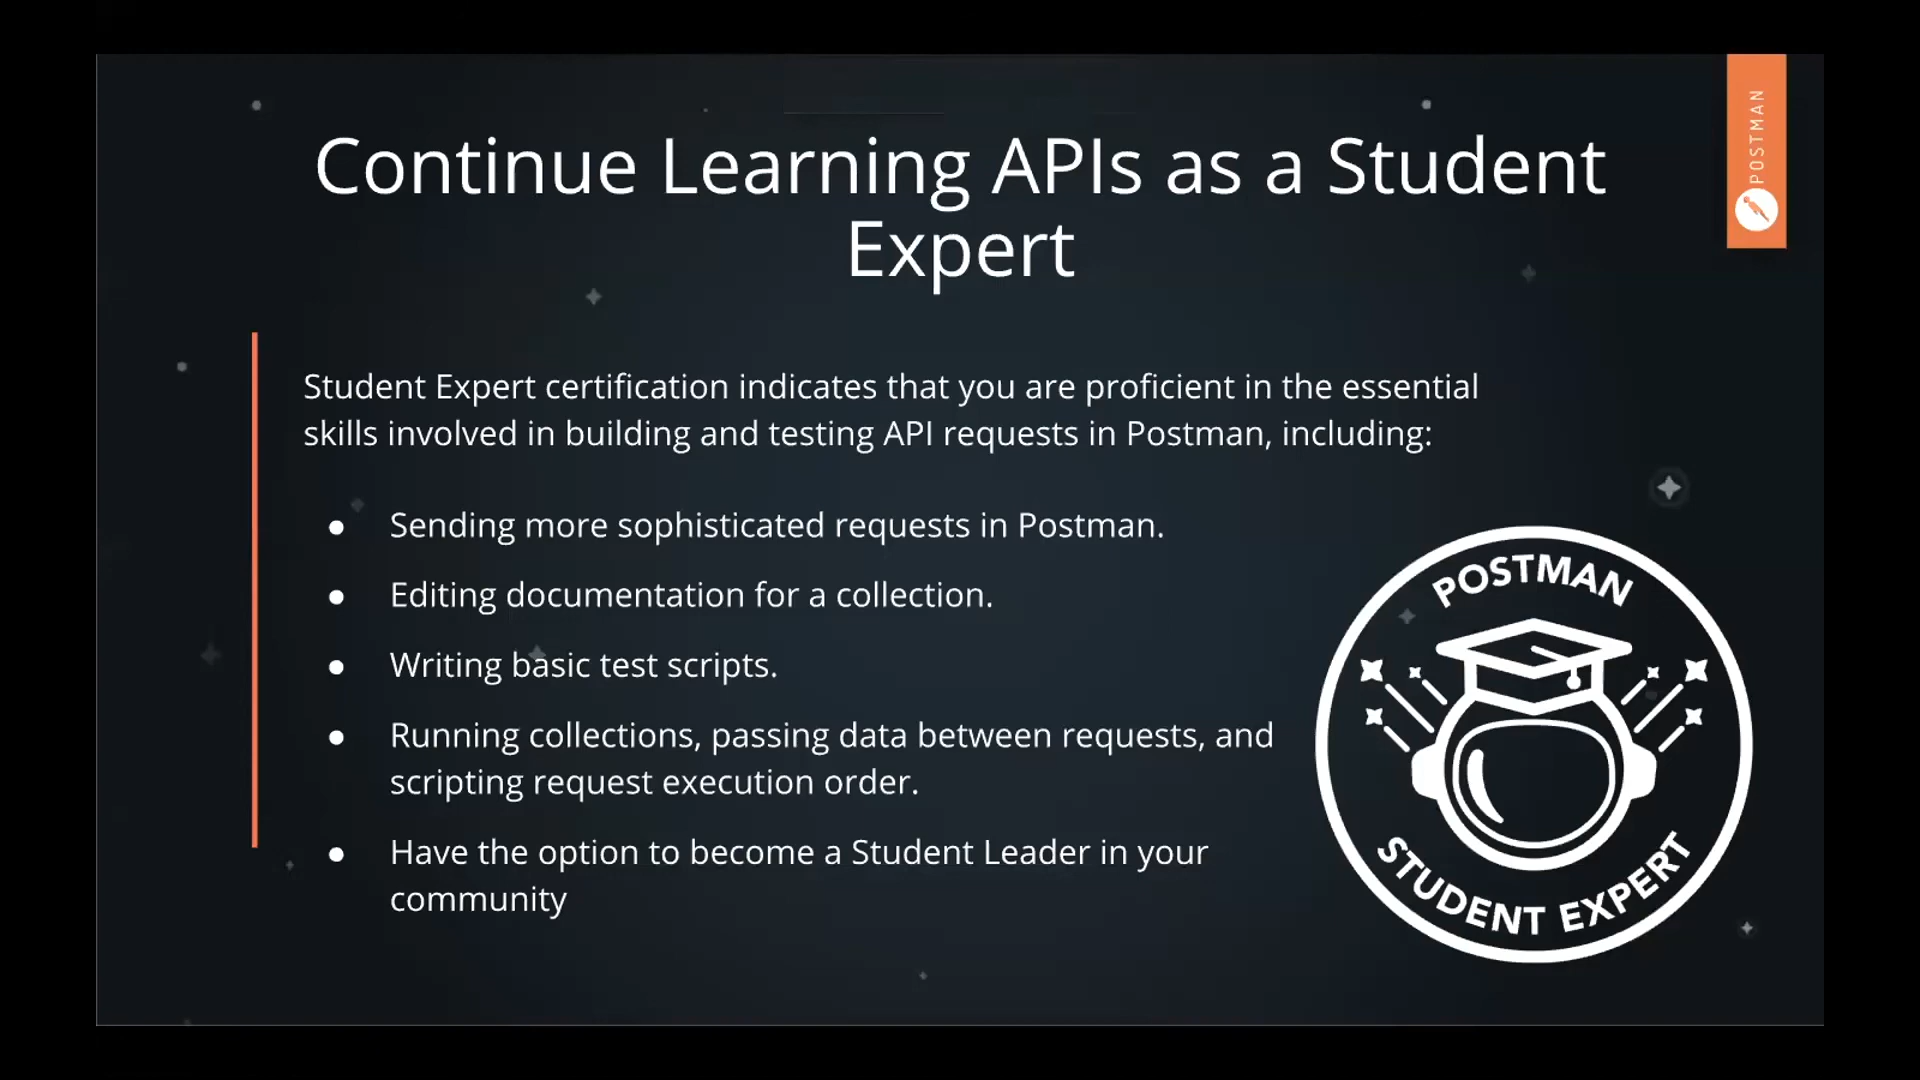 Continue Learning APIs as a Student
Expert
POSTMAN
Student Expert certification indicates that you are proficient in the essential
skills involved in building and testing API requests in Postman, including:
● Sending more sophisticated requests in Postman.
● Editing documentation for a collection.
● Writing basic test scripts.
● Running collections, passing data between requests, and
scripting request execution order.
● Have the option to become a Student Leader in your
community
POSTMAN
STUDENT EXPERT